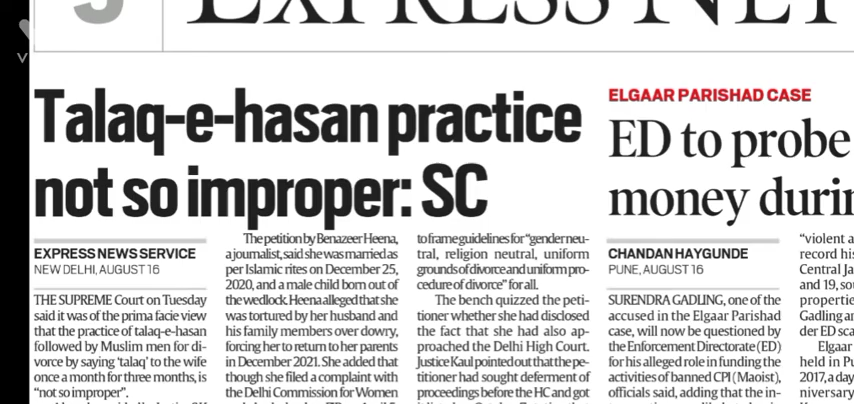 EXPRESS NET
Talaq-e-hasan practice
not so improper: SC
EXPRESS NEWS SERVICE
NEW DELHI, AUGUST 16
THE SUPREME Court on Tuesday
said it was of the prima facie view
that the practice of talaq-e-hasan
followed by Muslim men for di-
vorce by saying 'talaq' to the wife
once a month for three months, is
"not so improper".
The petition by Benazeer Heena,
a journalist, said she was married as
per Islamic rites on December 25,
2020, and a male child born out of
the wedlock. Heena alleged that she
was tortured by her husband and
his family members over dowry,
forcing her to return to her parents
in December 2021. She added that
though she filed a complaint with
the Delhi Commission for Women
to frame guidelines for "gender neu-
tral, religion neutral, uniform
grounds of divorce and uniform pro-
cedure of divorce" for all.
The bench quizzed the peti-
tioner whether she had disclosed
the fact that she had also ap-
proached the Delhi High Court.
Justice Kaul pointed out that the pe-
titioner had sought deferment of
proceedings before the HC and got
ELGAAR PARISHAD CASE
ED to probe
money durin
CHANDAN HAYGUNDE
PUNE, AUGUST 16
SURENDRA GADLING, one of the
accused in the Elgaar Parishad
case, will now be questioned by
the Enforcement Directorate (ED)
for his alleged role in funding the
activities of banned CPI (Maoist),
officials said, adding that the in-
"violent a
record his
Central Ja
and 19, so
propertie
Gadling ar
der ED sca
Elgaar
held in Pu
2017, a day
niversary